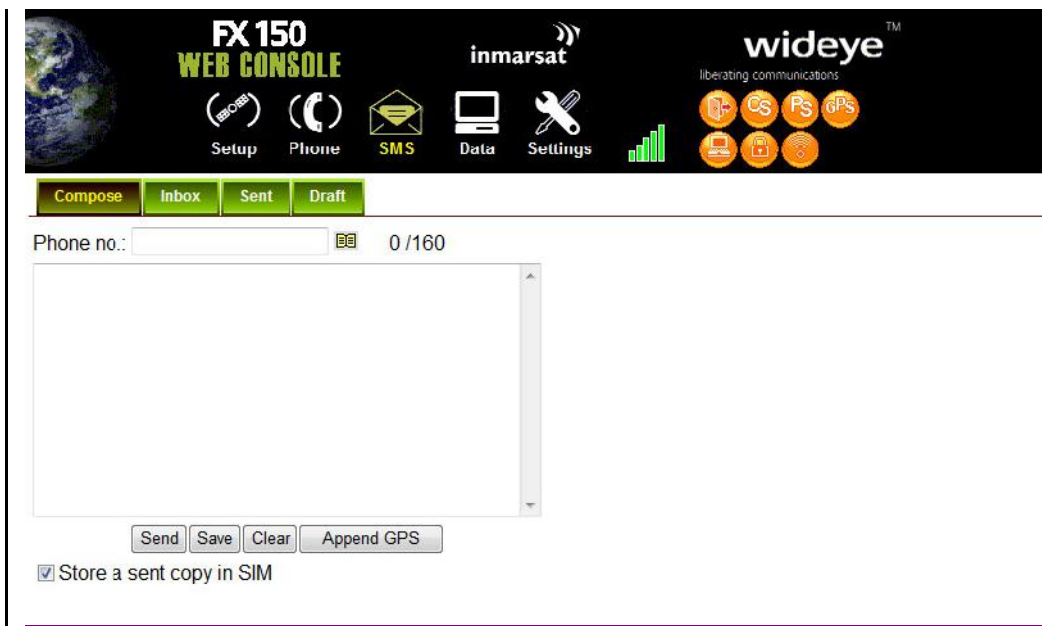 FX 150
WEB CONSOLE
inmarsat
wideye™
liberating communications
CS PS GPS
Setup Phone SMS Data Settings
Compose Inbox Sent Draft
Phone no.: 0 /160
Send Save Clear Append GPS
Store a sent copy in SIM